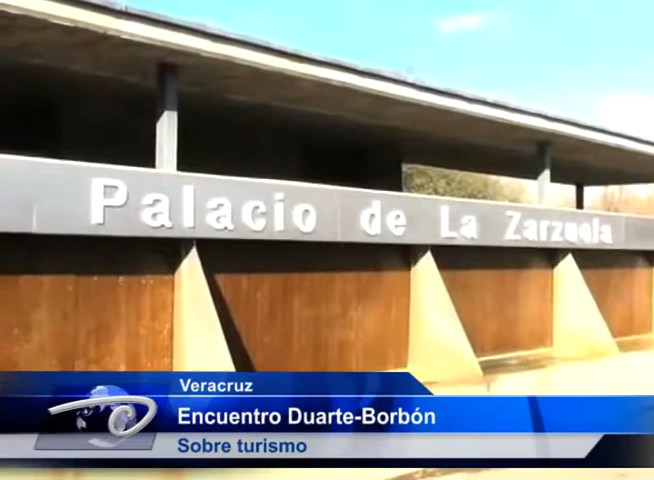 Palacio de La Zarzuela
Veracruz
Encuentro Duarte-Borbón
Sobre turismo